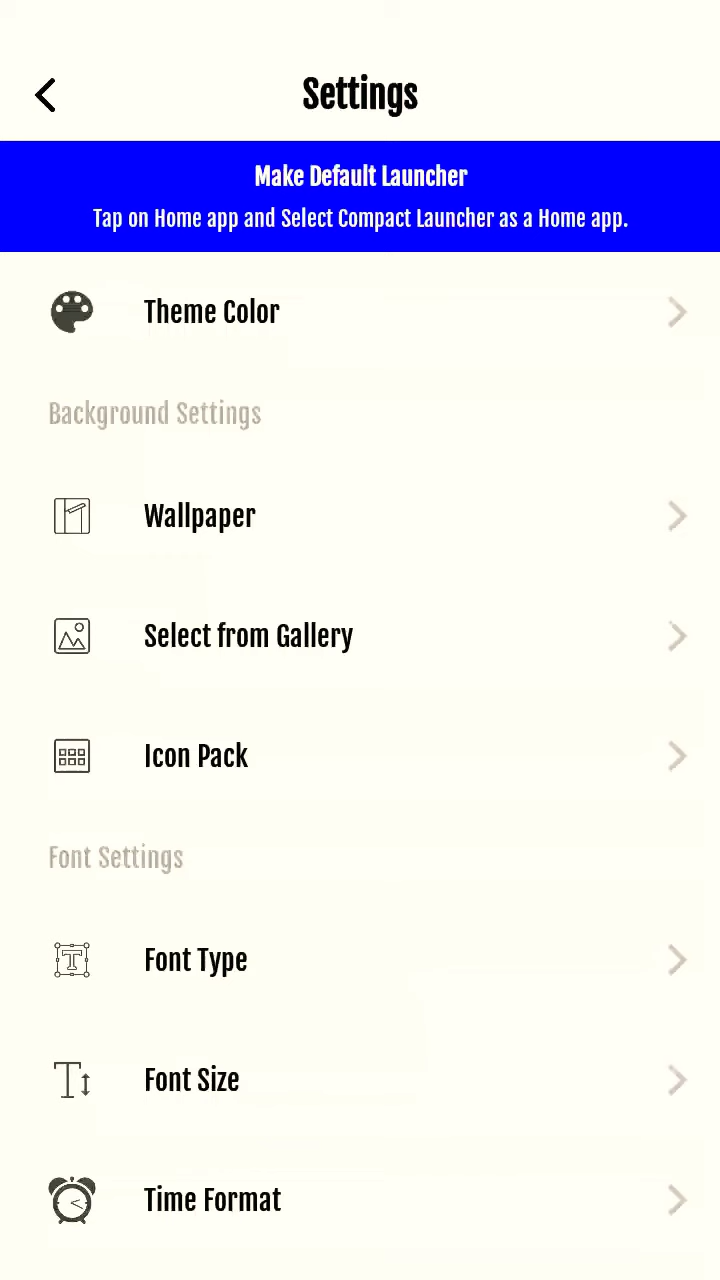 Settings
Make Default Launcher
Tap on Home app and Select Compact Launcher as a Home app.
Theme Color
Background Settings
Wallpaper
Select from Gallery
Icon Pack
Font Settings
Font Type
Font Size
Time Format